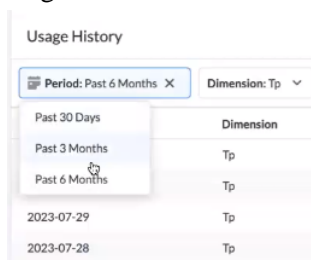 Usage History
Period: Past 6 Months X Dimension: Tp
Past 30 Days Dimension
Past 3 Months Tp
Past 6 Months Tp
2023-07-29 Tp
2023-07-28 Tp